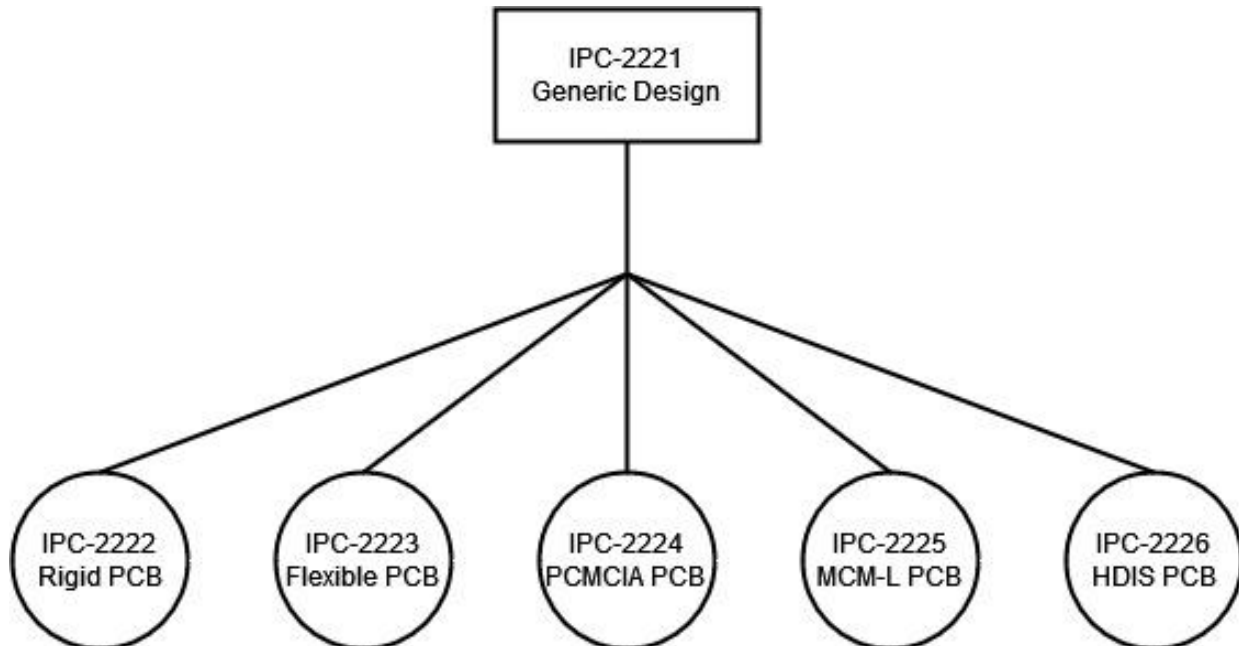 IPC-2221
Generic Design
IPC-2222
Rigid PCB
IPC-2223
Flexible PCB
IPC-2224
PCMCIA PCB
IPC-2225
MCM-L PCB
IPC-2226
HDIS PCB